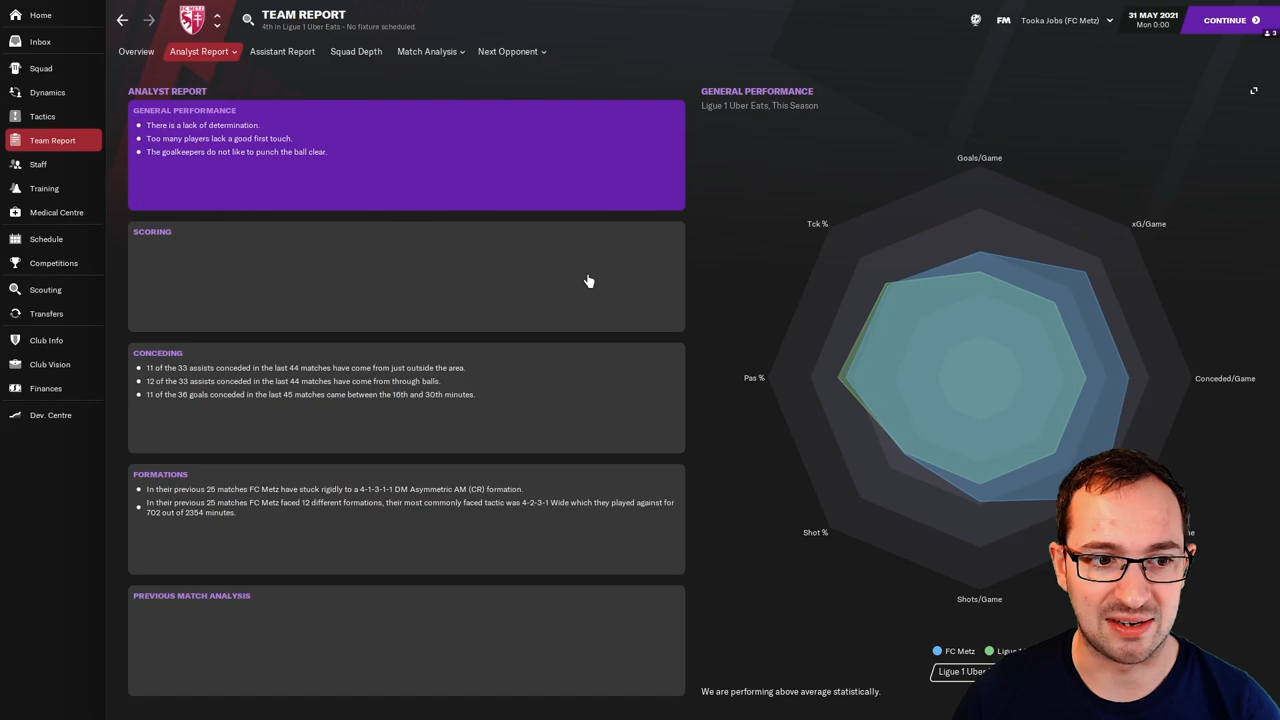 TEAM REPORT
4th in Ligue 1 Uber Eats - No fixture scheduled.
FM
Tooka Jobs (FC Metz)
31 MAY 2021
Mon 0:00
CONTINUE
3
Home
Inbox
Squad
Dynamics
Tactics
Team Report
Staff
Training
Medical Centre
Schedule
Competitions
Scouting
Transfers
Club Info
Club Vision
Finances
Dev. Centre
Overview
Analyst Report
Assistant Report
Squad Depth
Match Analysis
Next Opponent
ANALYST REPORT
GENERAL PERFORMANCE
There is a lack of determination.
Too many players lack a good first touch.
The goalkeepers do not like to punch the ball clear.
SCORING
CONCEDING
11 of the 33 assists conceded in the last 44 matches have come from just outside the area.
12 of the 33 assists conceded in the last 44 matches have come from through balls.
11 of the 36 goals conceded in the last 45 matches came between the 16th and 30th minutes.
FORMATIONS
In their previous 25 matches FC Metz have stuck rigidly to a 4-1-3-1-1 DM Asymmetric AM (CR) formation.
In their previous 25 matches FC Metz faced 12 different formations, their most commonly faced tactic was 4-2-3-1 Wide which they played against for
702 out of 2354 minutes.
PREVIOUS MATCH ANALYSIS
GENERAL PERFORMANCE
Ligue 1 Uber Eats, This Season
Goals/Game
Tck %
xG/Game
Pas %
Conceded/Game
Shot %
Shots/Game
FC Metz
Ligue 1
Ligue 1 Uber
We are performing above average statistically.